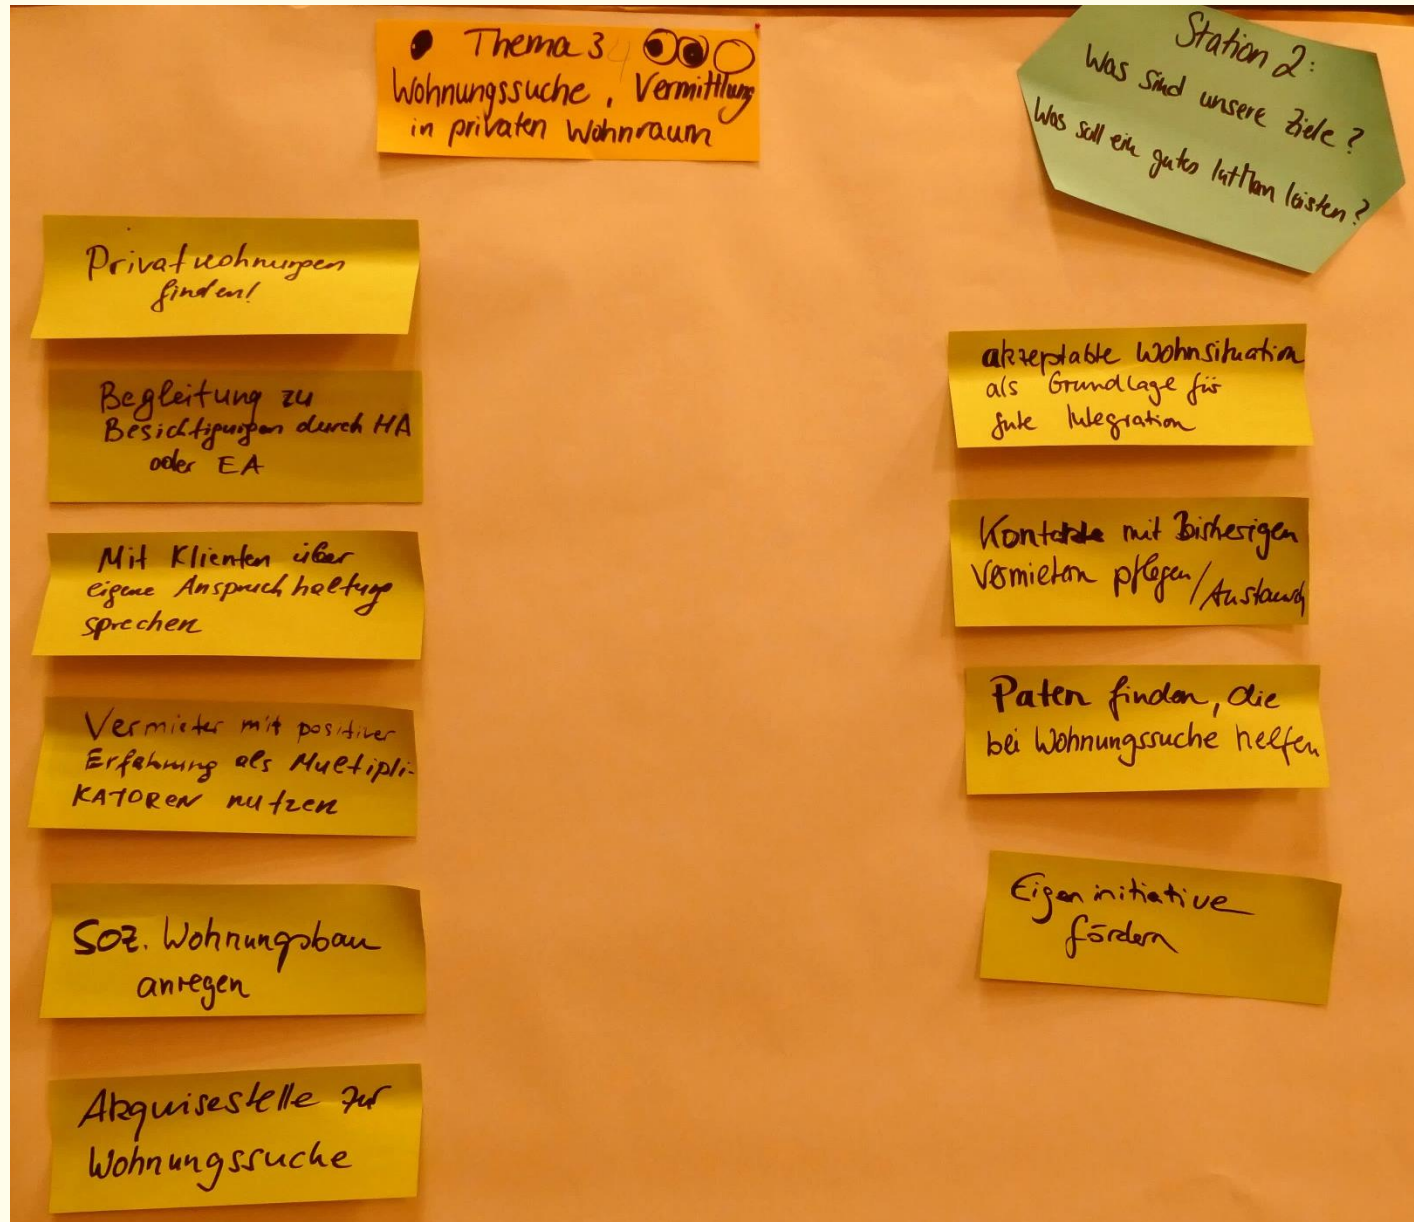 Thema 3
Wohnungssuche, Vermittlung
in privaten Wohnraum
Station 2:
Was sind unsere Ziele?
Was soll ein gutes IntMan leisten?
Privatwohnungen
finden!
Begleitung zu
Besichtigungen durch HA
oder EA
Mit Klienten über
eigene Anspruchhaltung
sprechen
Vermieter mit positiver
Erfahrung als Multipli-
KATOREN nutzen
Soz. Wohnungsbau
anregen
Akquisestelle zur
Wohnungssuche
akzeptable Wohnsituation
als Grundlage für
gute Integration
Kontakte mit Bisherigen
Vermietern pflegen/Austausch
Paten finden, die
bei Wohnungssuche helfen
Eigeninitiative
fördern